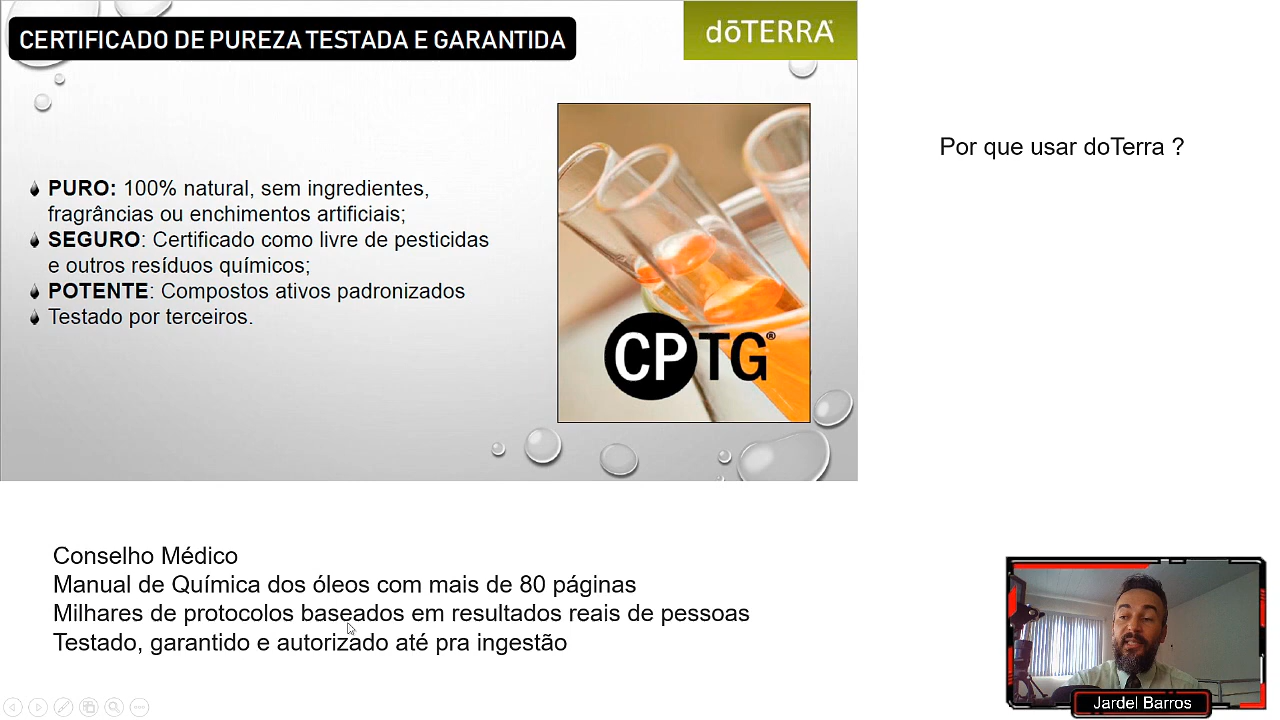 CERTIFICADO DE PUREZA TESTADA E GARANTIDA
dōTERRA®
Por que usar doTerra ?
PURO: 100% natural, sem ingredientes,
fragrâncias ou enchimentos artificiais;
SEGURO: Certificado como livre de pesticidas
e outros resíduos químicos;
POTENTE: Compostos ativos padronizados
Testado por terceiros.
CPTG®
Conselho Médico
Manual de Química dos óleos com mais de 80 páginas
Milhares de protocolos baseados em resultados reais de pessoas
Testado, garantido e autorizado até pra ingestão
Jardel Barros